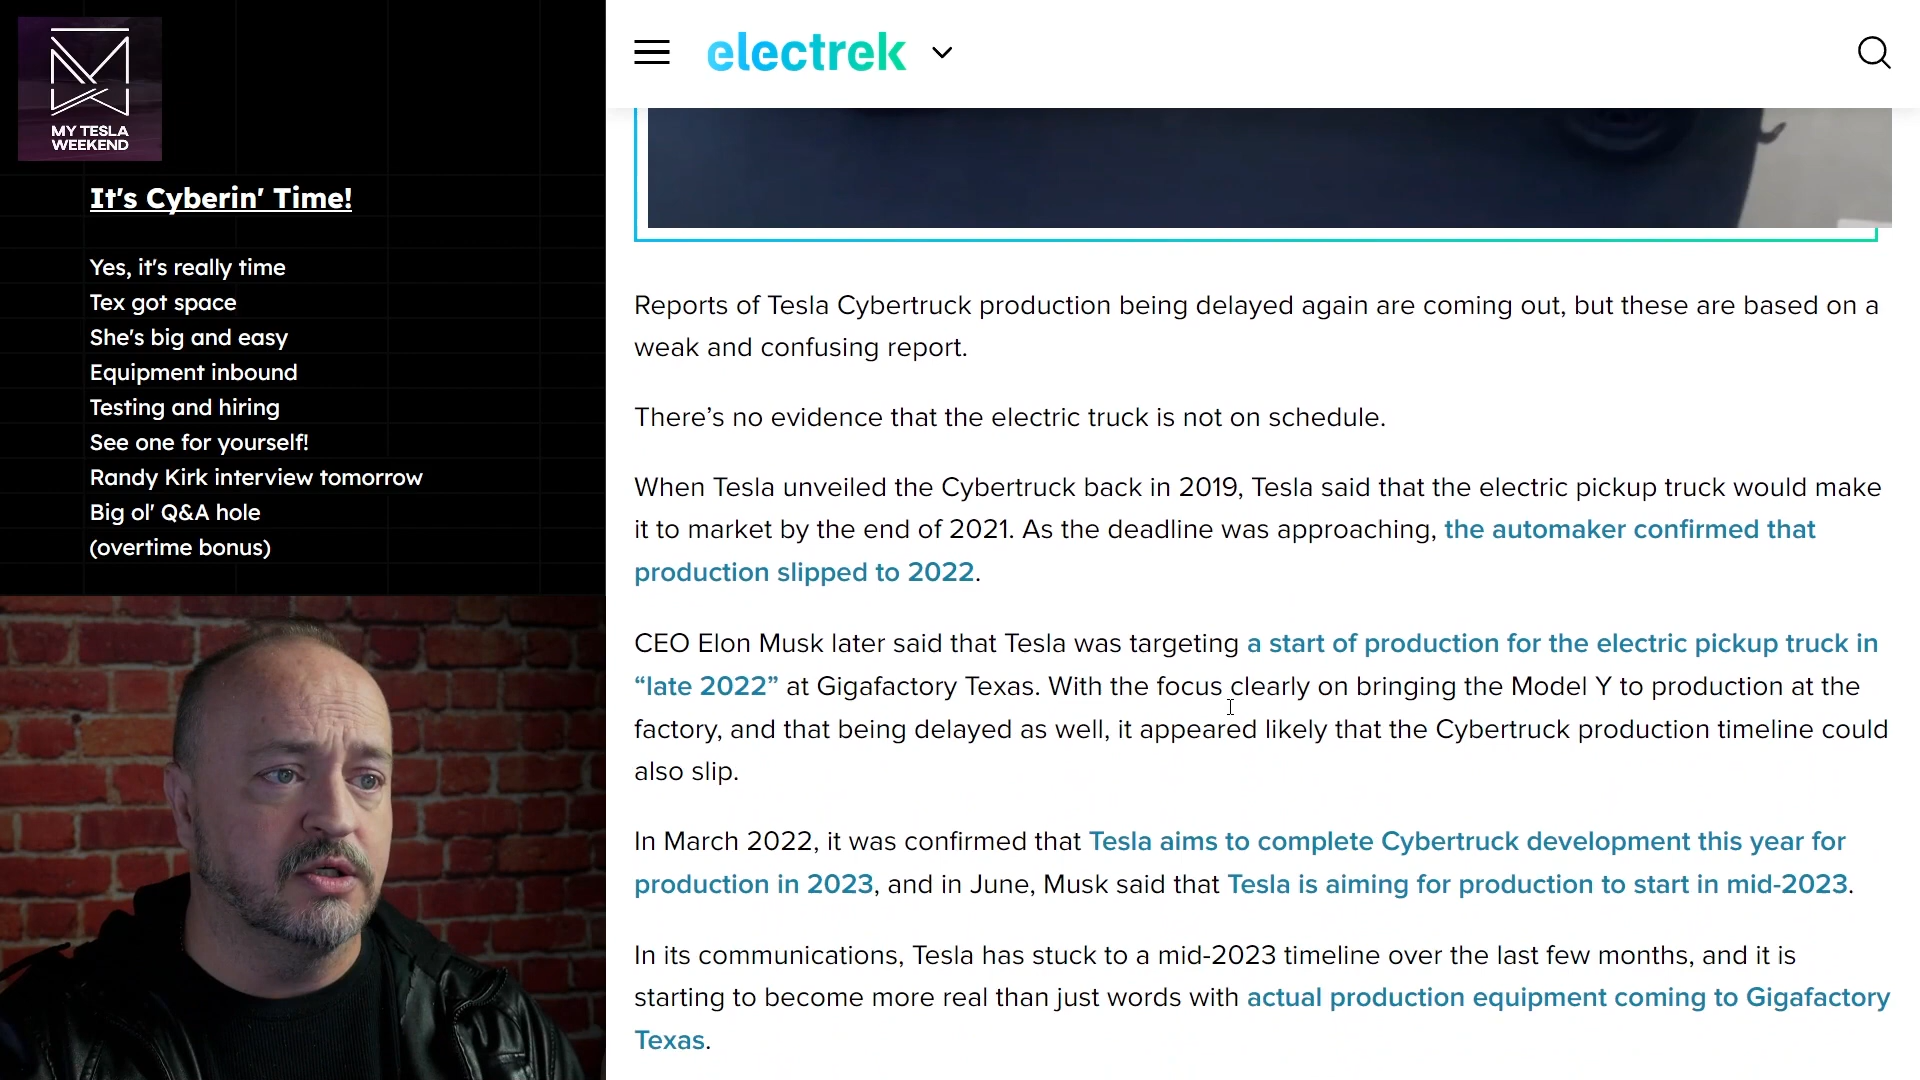 MY TESLA
WEEKEND
It's Cyberin' Time!
Yes, it's really time
Tex got space
She's big and easy
Equipment inbound
Testing and hiring
See one for yourself!
Randy Kirk interview tomorrow
Big ol' Q&A hole
(overtime bonus)
electrek
Reports of Tesla Cybertruck production being delayed again are coming out, but these are based on a
weak and confusing report.
There’s no evidence that the electric truck is not on schedule.
When Tesla unveiled the Cybertruck back in 2019, Tesla said that the electric pickup truck would make
it to market by the end of 2021. As the deadline was approaching, the automaker confirmed that
production slipped to 2022.
CEO Elon Musk later said that Tesla was targeting a start of production for the electric pickup truck in
“late 2022” at Gigafactory Texas. With the focus clearly on bringing the Model Y to production at the
factory, and that being delayed as well, it appeared likely that the Cybertruck production timeline could
also slip.
In March 2022, it was confirmed that Tesla aims to complete Cybertruck development this year for
production in 2023, and in June, Musk said that Tesla is aiming for production to start in mid-2023.
In its communications, Tesla has stuck to a mid-2023 timeline over the last few months, and it is
starting to become more real than just words with actual production equipment coming to Gigafactory
Texas.